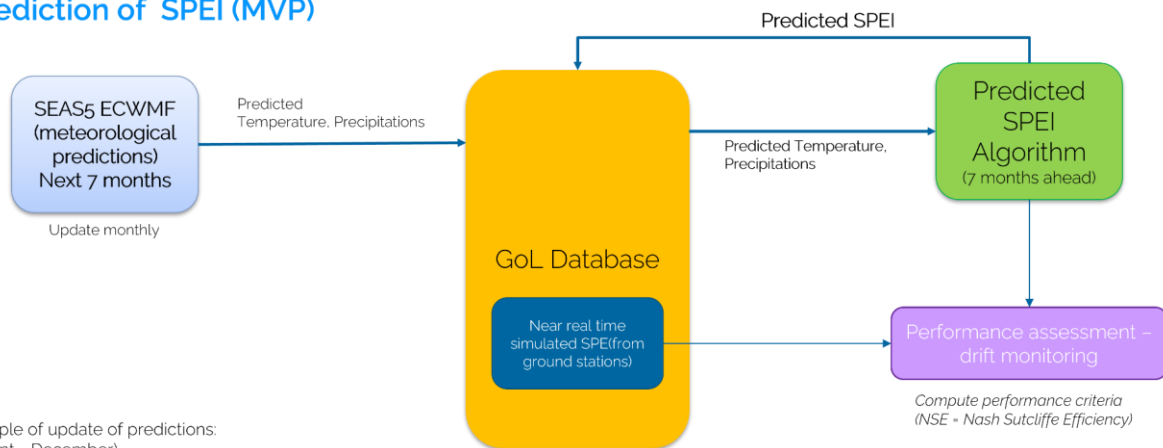 ediction of SPEI (MVP)
Predicted SPEI
SEAS5 ECWMF
(meteorological
predictions)
Next 7 months
Update monthly
Predicted
Temperature, Precipitations
GoL Database
Near real time
simulated SPE(from
ground stations)
Predicted Temperature,
Precipitations
Predicted
SPEI
Algorithm
(7 months ahead)
Performance assessment –
drift monitoring
Compute performance criteria
(NSE = Nash Sutcliffe Efficiency)
ple of update of predictions: